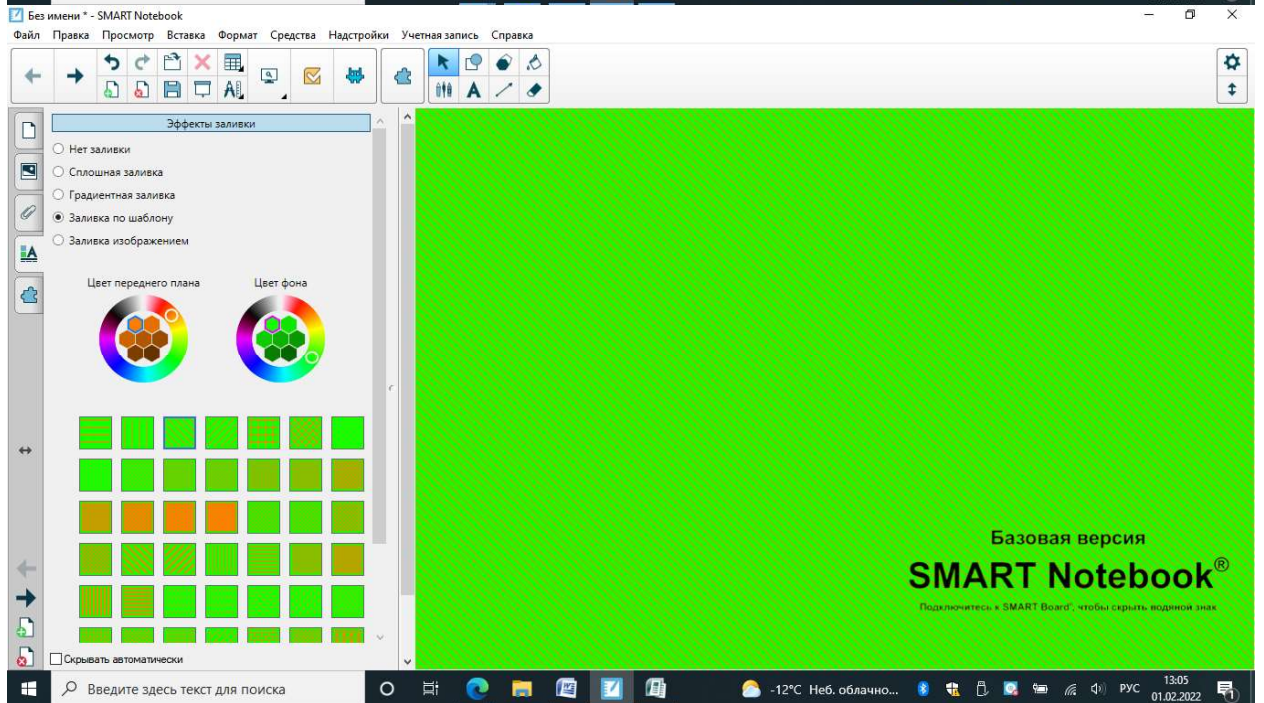 Без имени * - SMART Notebook
Файл Правка Просмотр Вставка Формат Средства Надстройки Учетная запись Справка
Эффекты заливки
Нет заливки
Сплошная заливка
Градиентная заливка
Заливка по шаблону
Заливка изображением
Цвет переднего плана Цвет фона
Базовая версия
SMART Notebook®
Подключитесь к SMART Board®, чтобы скрыть водяной знак
Скрывать автоматически
Введите здесь текст для поиска
-12°C Неб. облачно...
РУС
13:05
01.02.2022